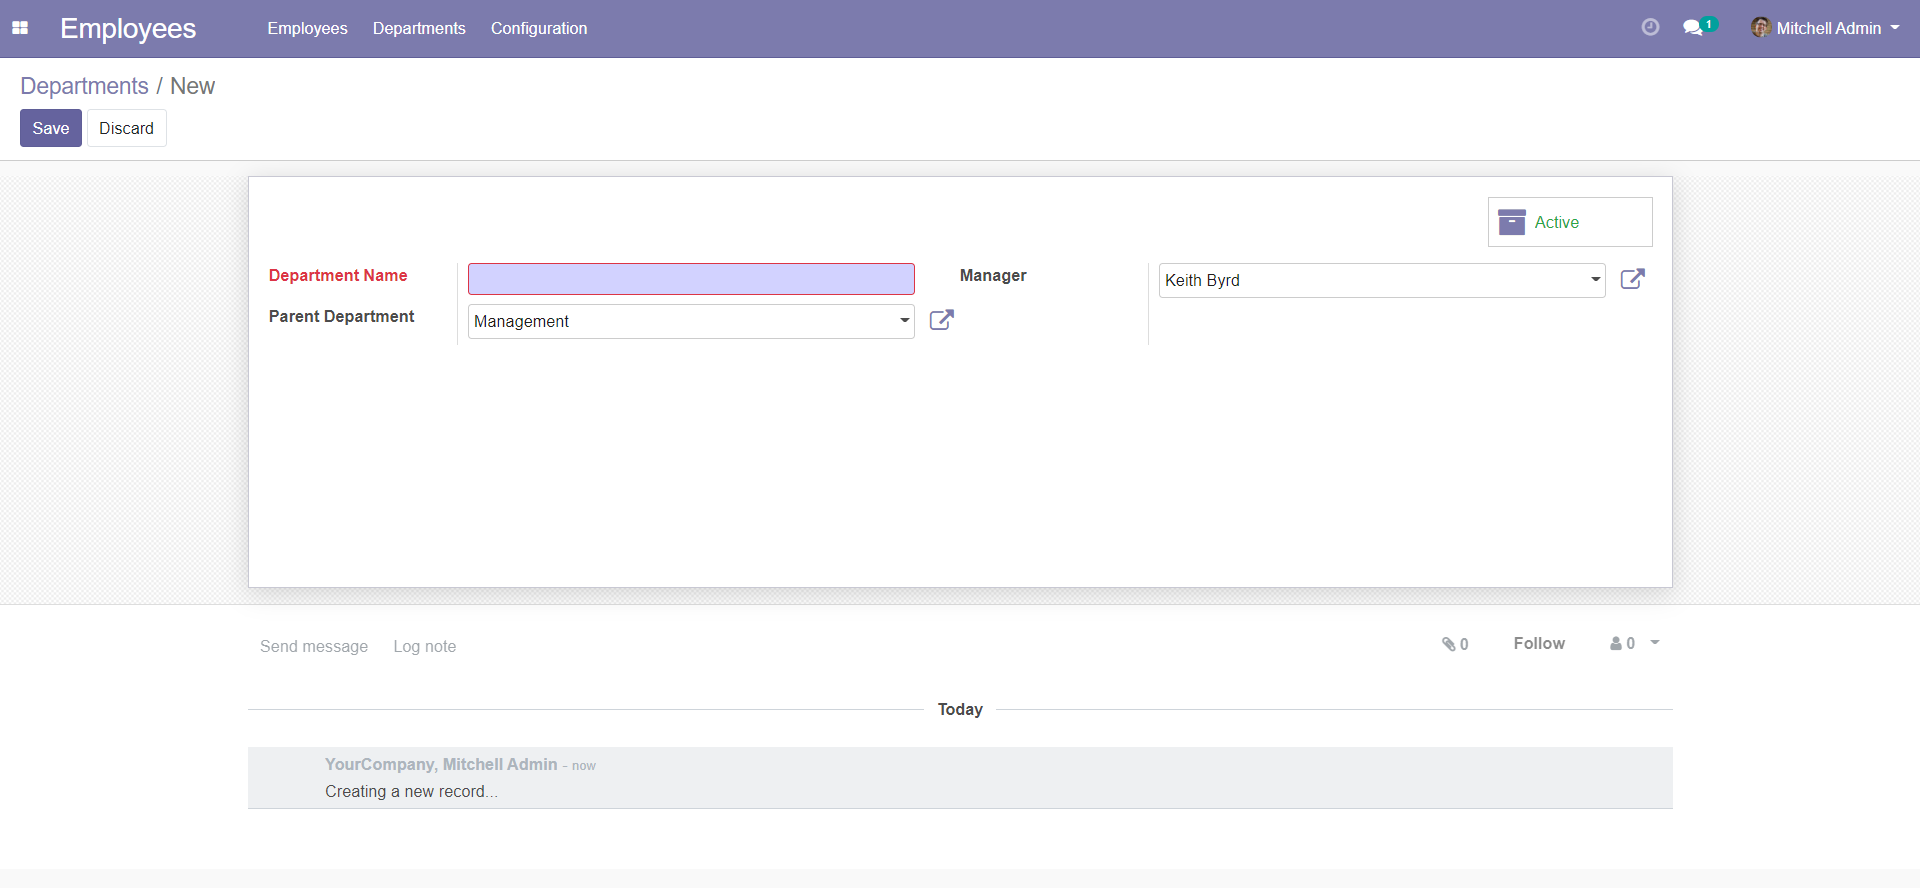 Employees Employees Departments Configuration 1 Mitchell Admin
Departments / New
Save Discard
Active
Department Name Manager Keith Byrd
Parent Department Management
Send message Log note 0 Follow 0
Today
YourCompany, Mitchell Admin - now
Creating a new record...